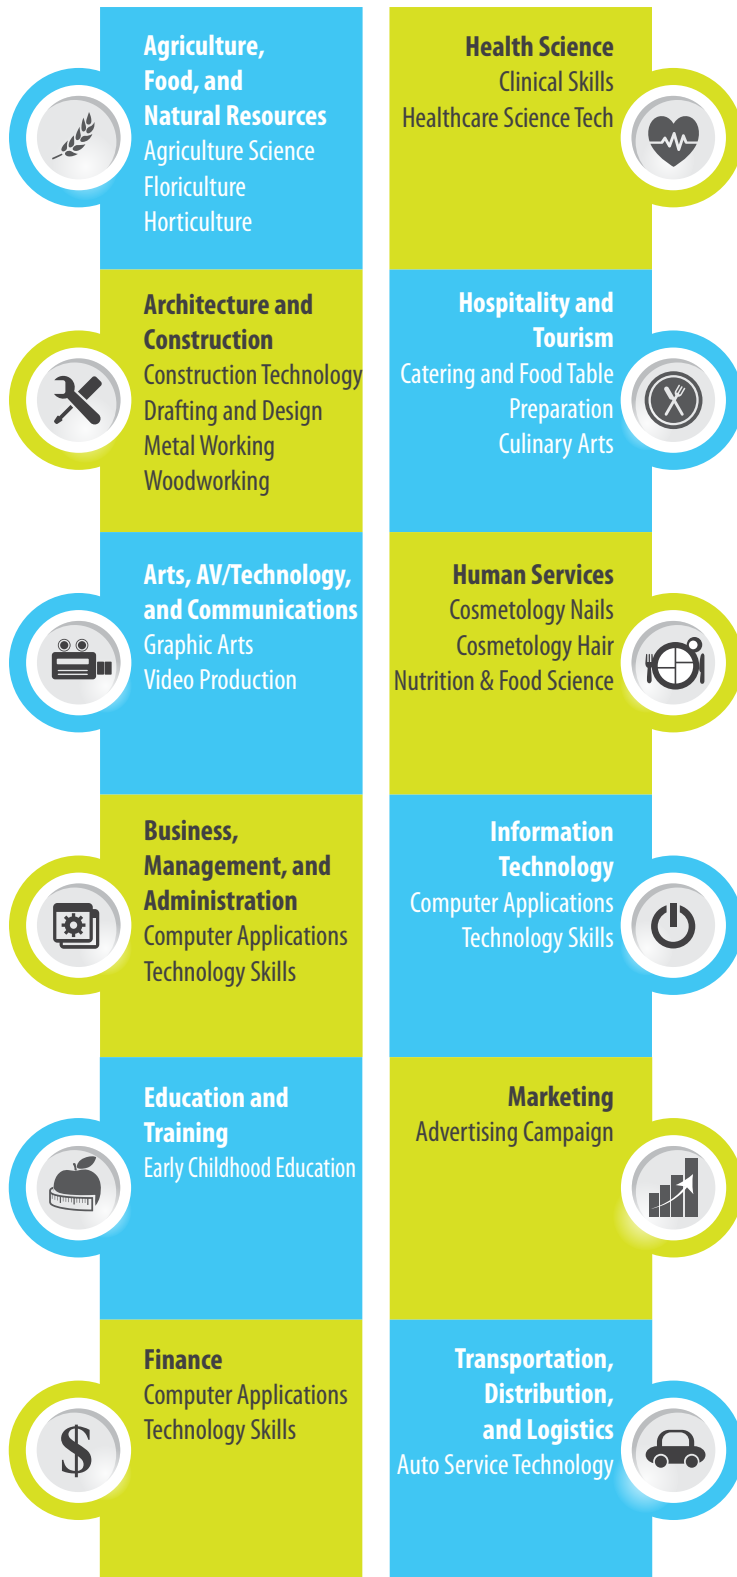 Agriculture,
Food, and
Natural Resources
Agriculture Science
Floriculture
Horticulture
Architecture and
Construction
Construction Technology
Drafting and Design
Metal Working
Woodworking
Arts, AV/Technology,
and Communications
Graphic Arts
Video Production
Business,
Management, and
Administration
Computer Applications
Technology Skills
Education and
Training
Early Childhood Education
Finance
Computer Applications
Technology Skills
$
Health Science
Clinical Skills
Healthcare Science Tech
Hospitality and
Tourism
Catering and Food Table
Preparation
Culinary Arts
Human Services
Cosmetology Nails
Cosmetology Hair
Nutrition & Food Science
Information
Technology
Computer Applications
Technology Skills
Marketing
Advertising Campaign
Transportation,
Distribution,
and Logistics
Auto Service Technology